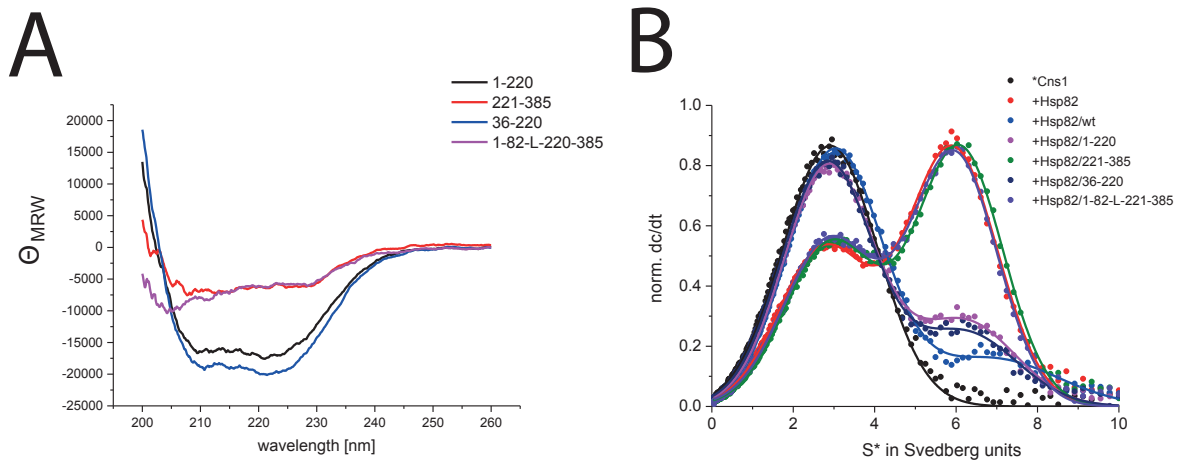 A
1-220
221-385
36-220
1-82-L-220-385
20000
15000
10000
5000
0
-5000
-10000
-15000
-20000
-25000
Θ MRW
200 210 220 230 240 250 260
wavelength [nm]
B
*Cns1
+Hsp82
+Hsp82/wt
+Hsp82/1-220
+Hsp82/221-385
+Hsp82/36-220
+Hsp82/1-82-L-221-385
1.0
0.8
0.6
0.4
0.2
0.0
norm. dc/dt
0 2 4 6 8 10
S* in Svedberg units